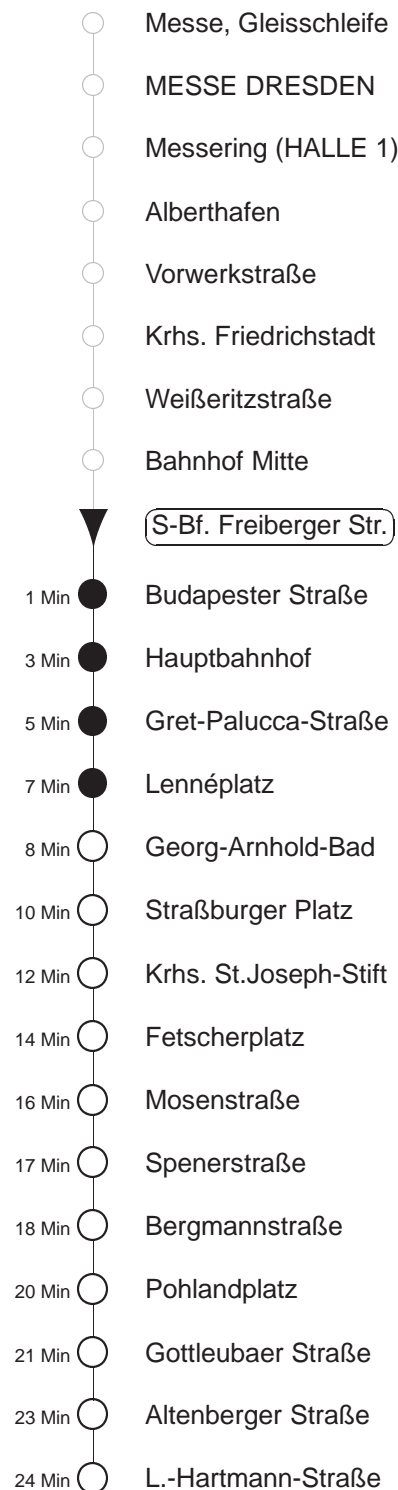 Messe, Gleisschleife
MESSE DRESDEN
Messering (HALLE 1)
Alberthafen
Vorwerkstraße
Krhs. Friedrichstadt
Weißeritzstraße
Bahnhof Mitte
S-Bf. Freiberger Str.
1 Min Budapester Straße
3 Min Hauptbahnhof
5 Min Gret-Palucca-Straße
7 Min Lennéplatz
8 Min Georg-Arnhold-Bad
10 Min Straßburger Platz
12 Min Krhs. St.Joseph-Stift
14 Min Fetscherplatz
16 Min Mosenstraße
17 Min Spenerstraße
18 Min Bergmannstraße
20 Min Pohlandplatz
21 Min Gottleubaer Straße
23 Min Altenberger Straße
24 Min L.-Hartmann-Straße